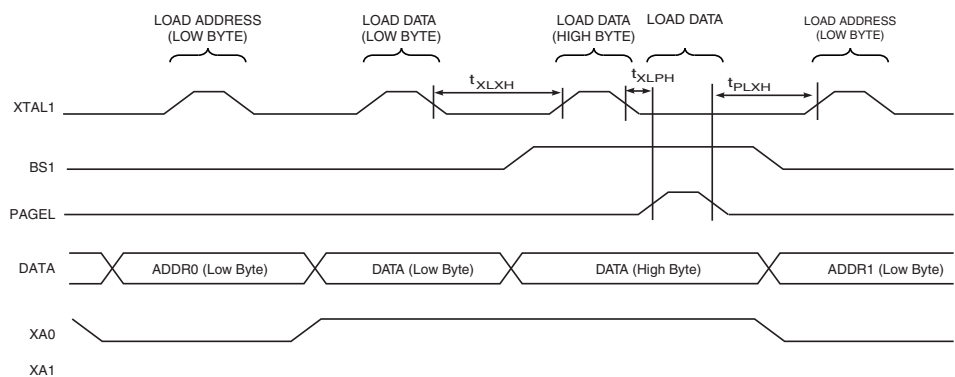 LOAD ADDRESS
(LOW BYTE)
LOAD DATA
(LOW BYTE)
LOAD DATA
(HIGH BYTE)
LOAD DATA
LOAD ADDRESS
(LOW BYTE)
tXLXH
tXLPH
tPLXH
XTAL1
BS1
PAGEL
DATA
ADDR0 (Low Byte)
DATA (Low Byte)
DATA (High Byte)
ADDR1 (Low Byte)
XA0
XA1